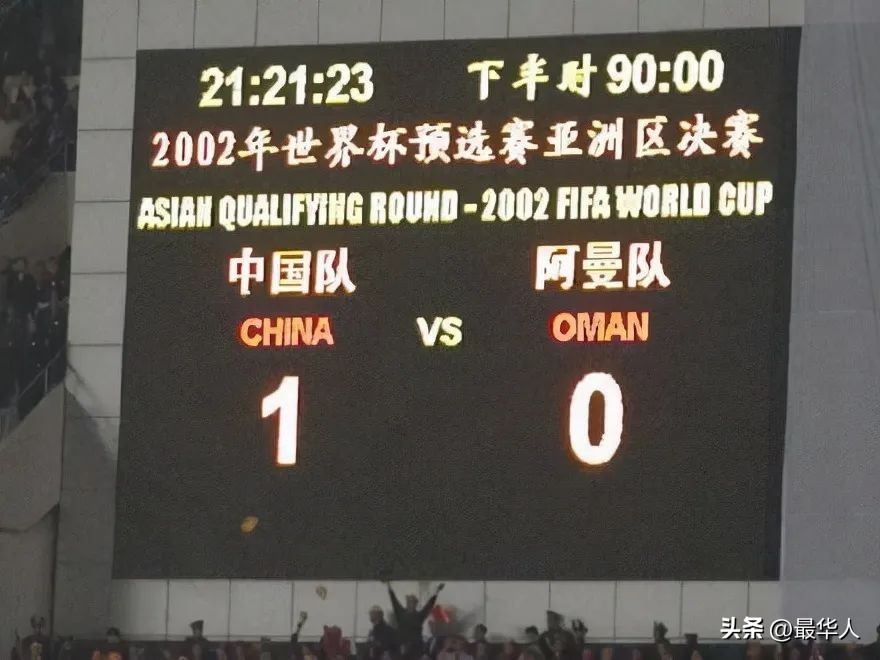 21:21:23 下半时 90:00
2002年世界杯预选赛亚洲区决赛
ASIAN QUALIFYING ROUND - 2002 FIFA WORLD CUP
中国队 阿曼队
CHINA VS OMAN
1 0
头条 @最华人